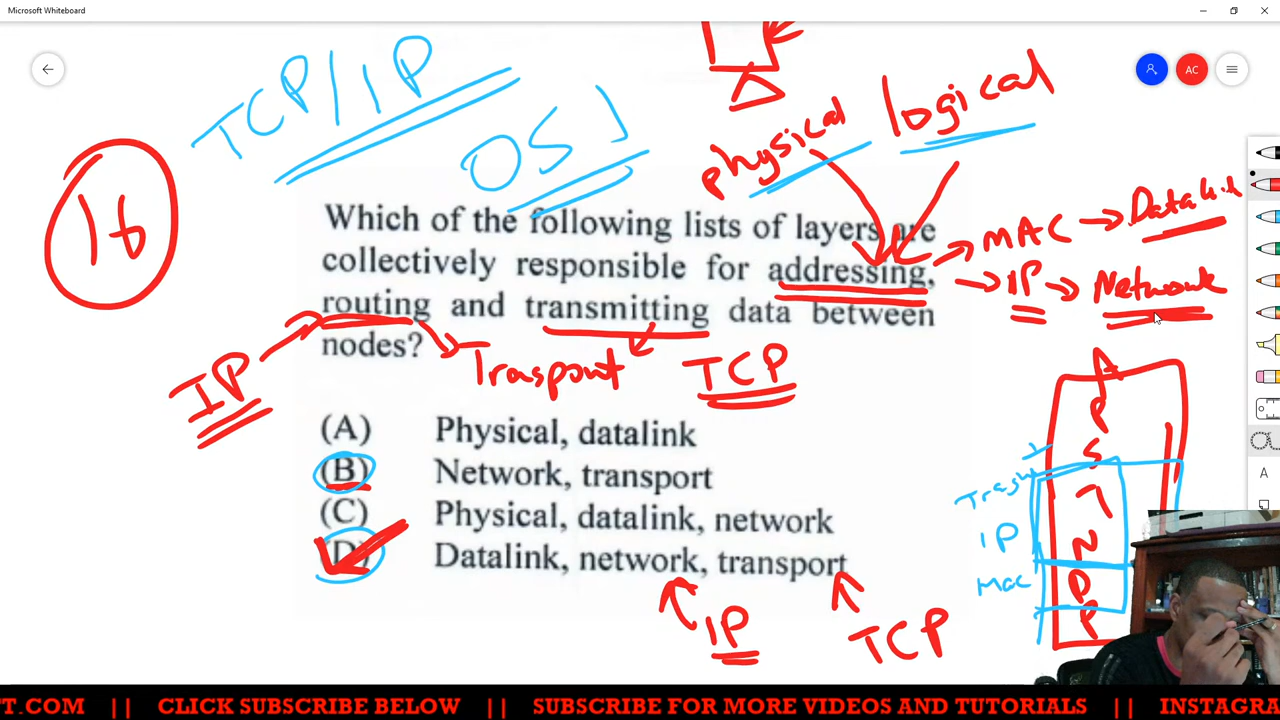 Microsoft Whiteboard
AC
TCP/IP
OSI
physical logical
16
Which of the following lists of layers are
collectively responsible for addressing,
routing and transmitting data between
nodes?
MAC → Datalink
IP → Network
IP
Trasport TCP
(A) Physical, datalink
(B) Network, transport
(C) Physical, datalink, network
(D) Datalink, network, transport
IP
TCP
A
P
S
T
IP N
Mac D
P
A
FT.COM || CLICK SUBSCRIBE BELOW || SUBSCRIBE FOR MORE VIDEOS AND TUTORIALS || INSTAGRA